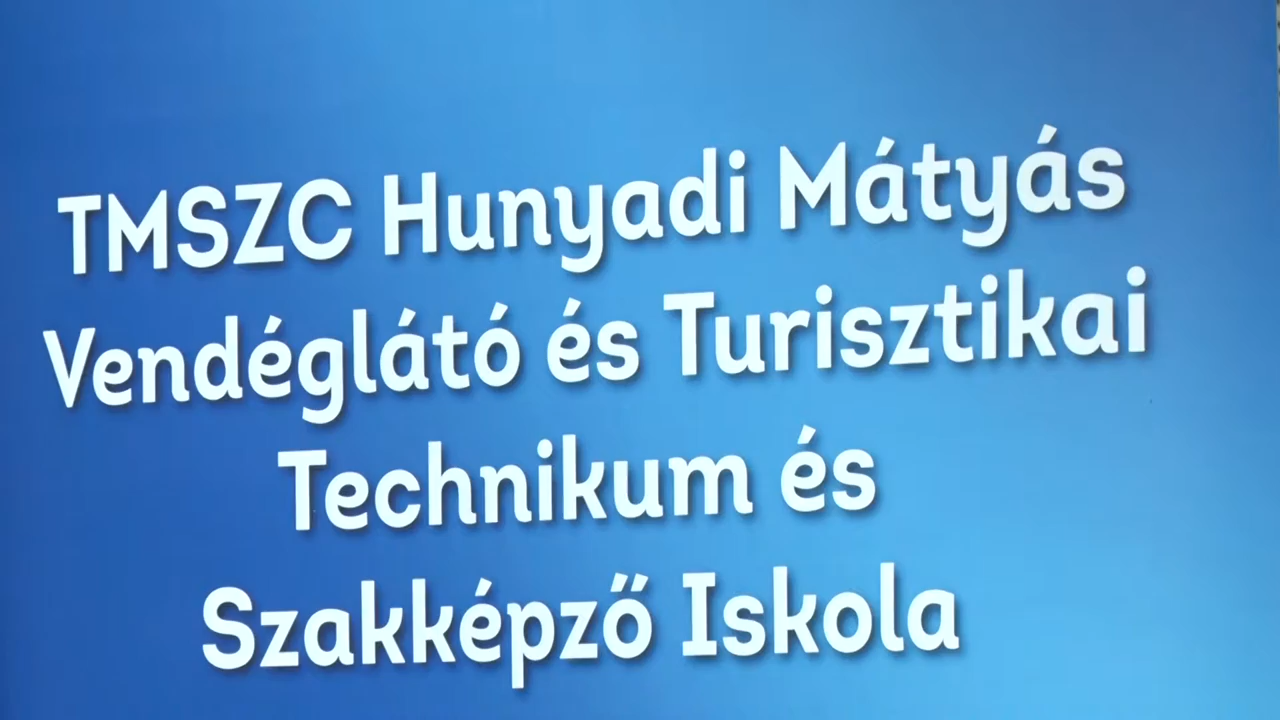 TMSZC Hunyadi Mátyás
Vendéglátó és Turisztikai
Technikum és
Szakképző Iskola